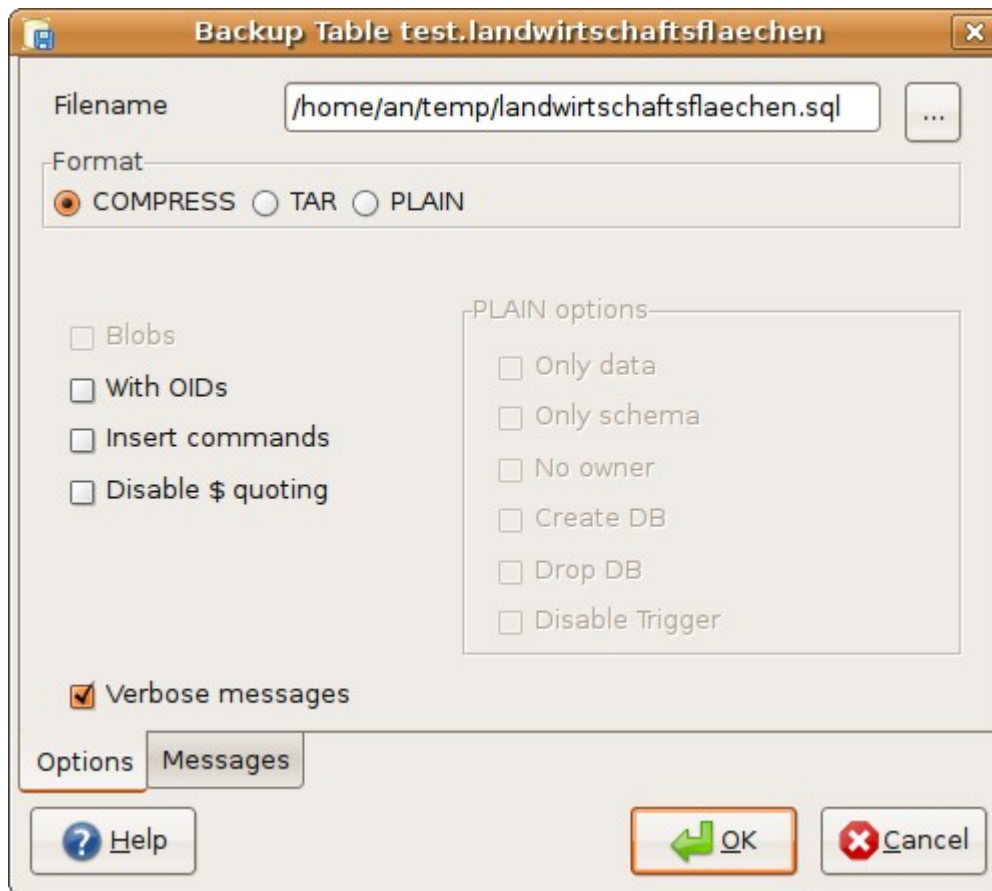 Backup Table test.landwirtschaftsflaechen
Filename
/home/an/temp/landwirtschaftsflaechen.sql
...
Format
COMPRESS TAR PLAIN
Blobs
With OIDs
Insert commands
Disable $ quoting
PLAIN options
Only data
Only schema
No owner
Create DB
Drop DB
Disable Trigger
Verbose messages
Options Messages
Help OK Cancel